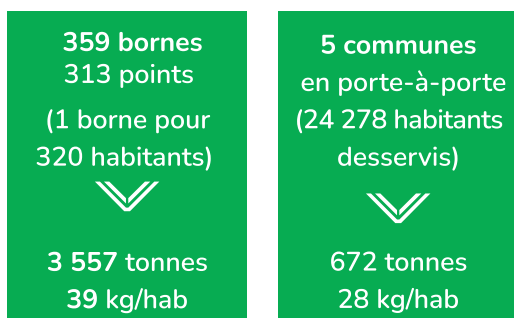 359 bornes
313 points
(1 borne pour
320 habitants)
3 557 tonnes
39 kg/hab
5 communes
en porte-à-porte
(24 278 habitants
desservis)
672 tonnes
28 kg/hab